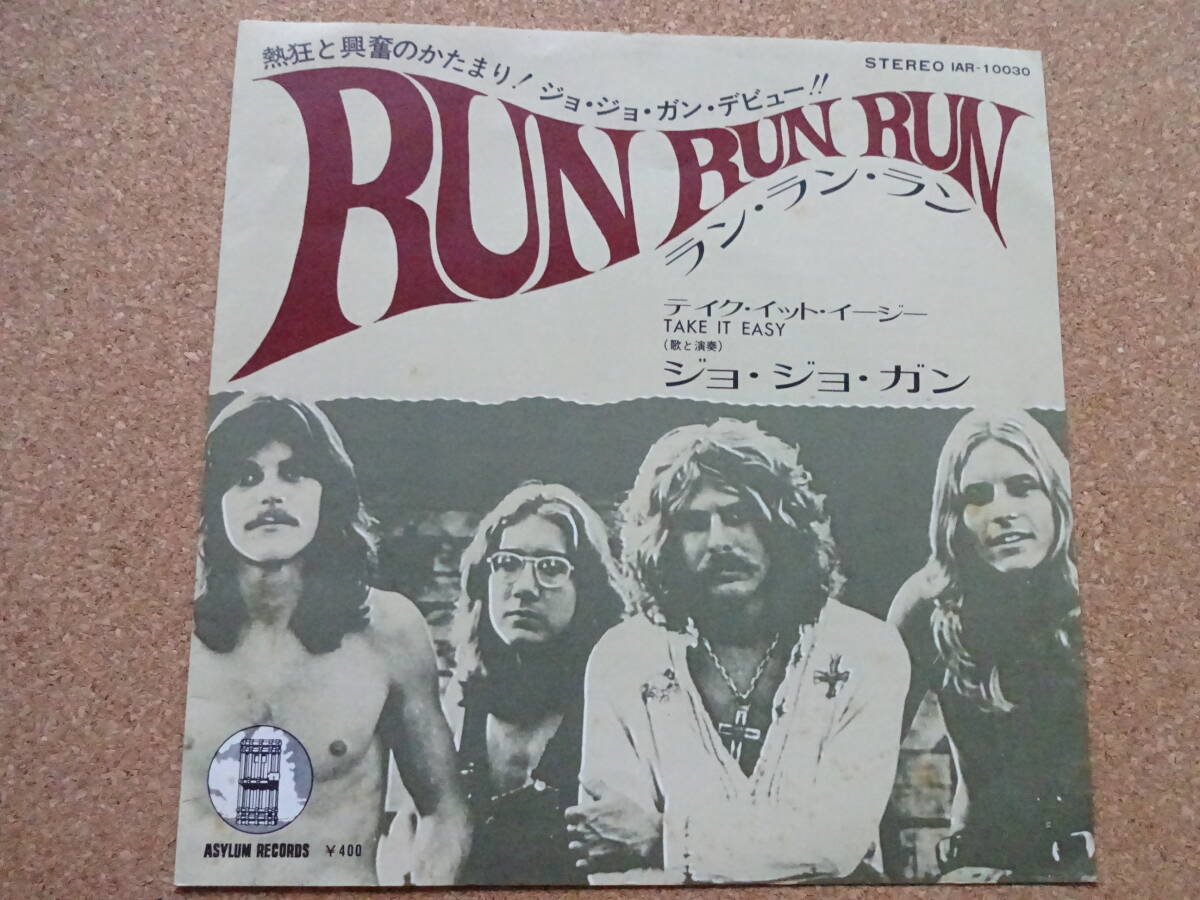 熱狂と興奮のかたまり! ジョ・ジョ・ガン・デビュー!!
STEREO IAR-10030
RUN RUN RUN
ラン・ラン・ラン
テイク・イット・イージー
TAKE IT EASY
(歌と演奏)
ジョ・ジョ・ガン
ASYLUM RECORDS ¥400